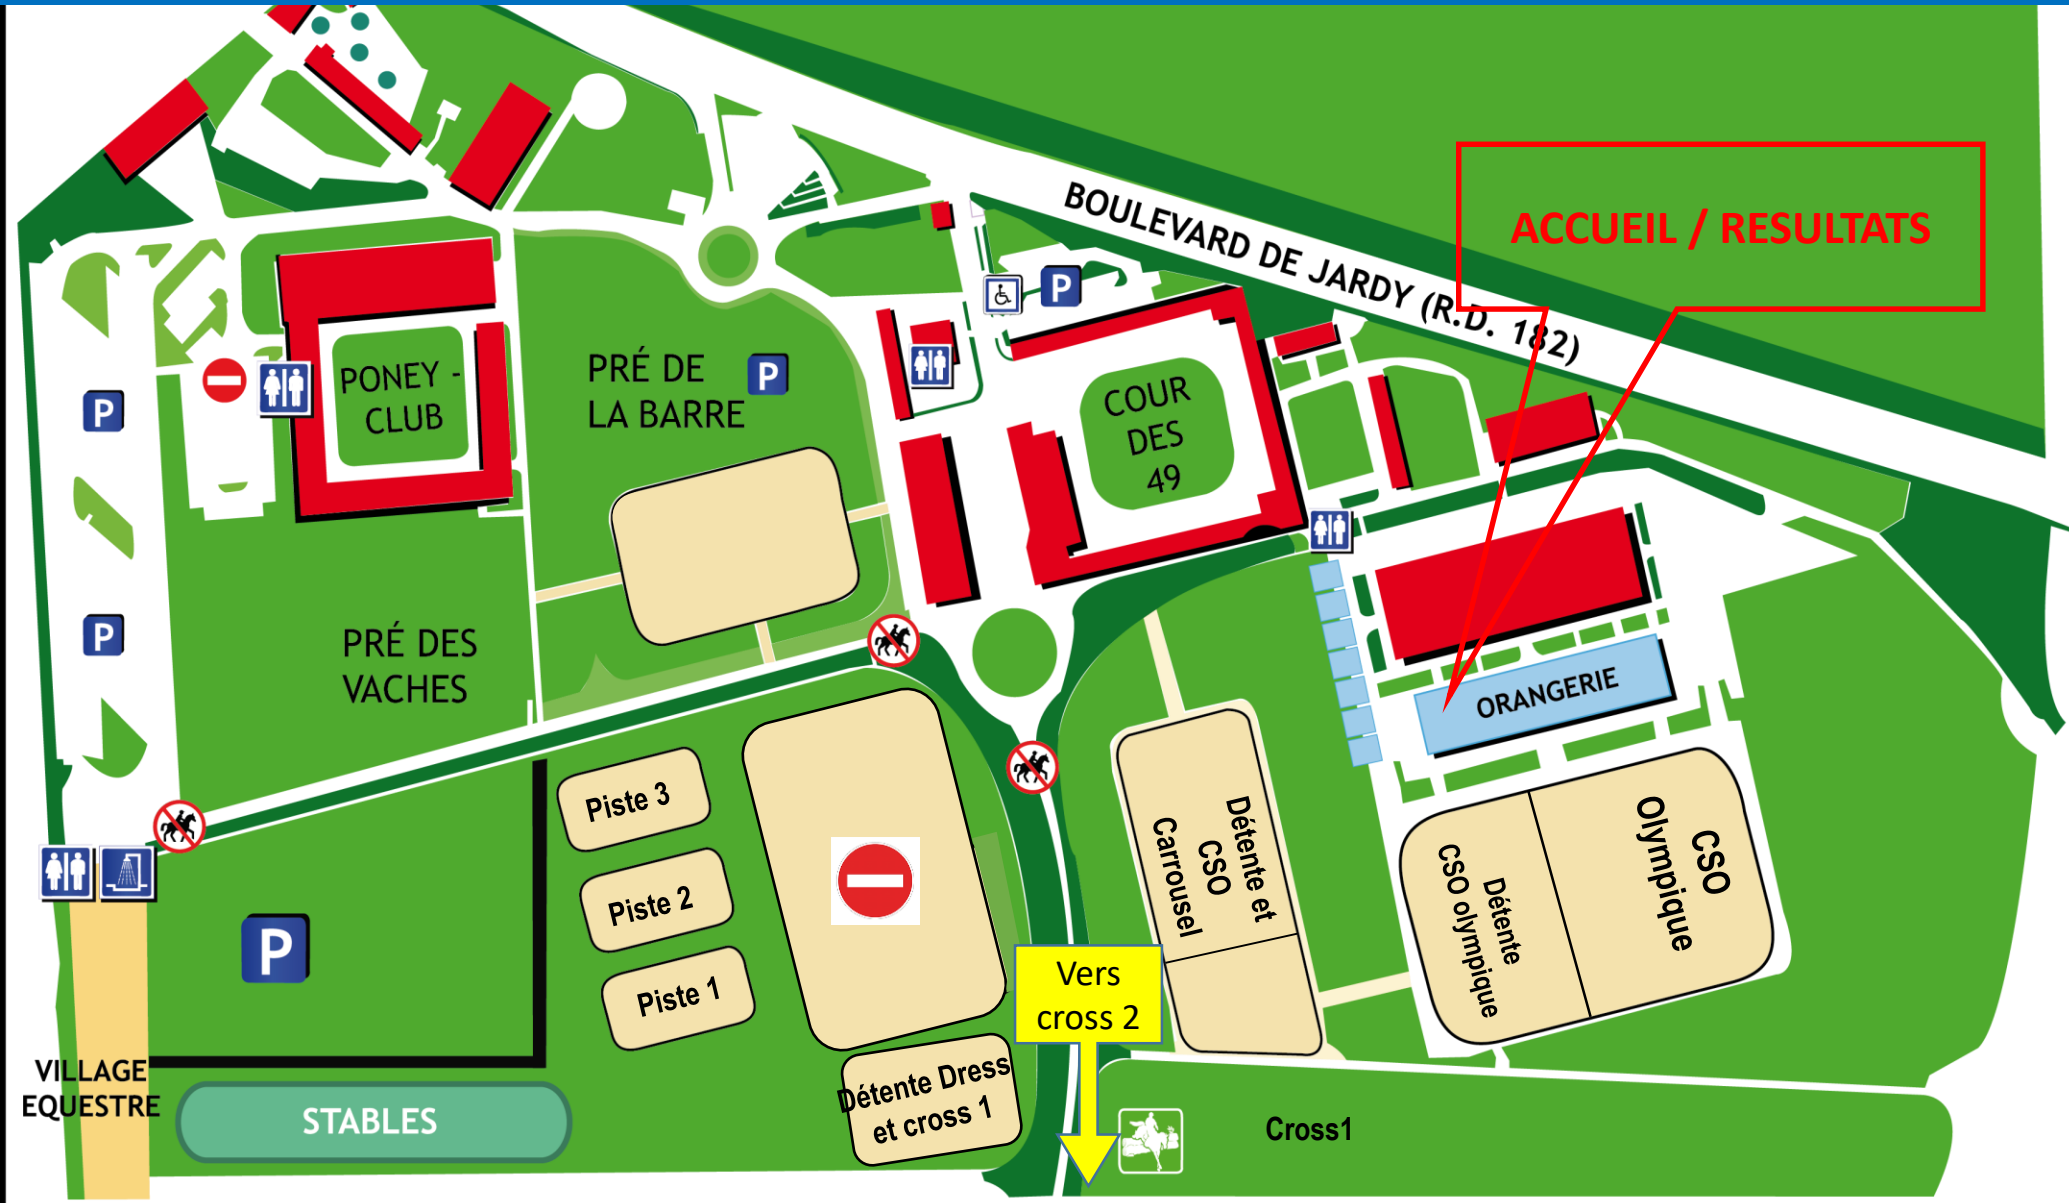 BOULEVARD DE JARDY (R.D. 182)
ACCUEIL / RESULTATS
P
PONEY -
CLUB
PRÉ DE
LA BARRE
P
COUR
DES
49
P
P
PRÉ DES
VACHES
ORANGERIE
Piste 3
Piste 2
Piste 1
Détente et
CSO
Carrousel
CSO
Olympique
Détente
CSO olympique
P
Vers
cross 2
VILLAGE
EQUESTRE
STABLES
Détente Dress
et cross 1
Cross1